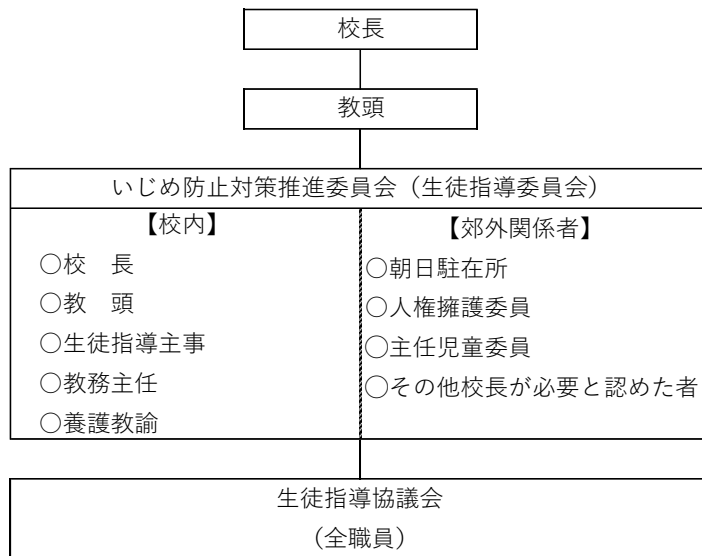 校長
教頭
いじめ防止対策推進委員会（生徒指導委員会）
【校内】
○校　長
○教　頭
○生徒指導主事
○教務主任
○養護教諭
【郊外関係者】
○朝日駐在所
○人権擁護委員
○主任児童委員
○その他校長が必要と認めた者
生徒指導協議会
（全職員）